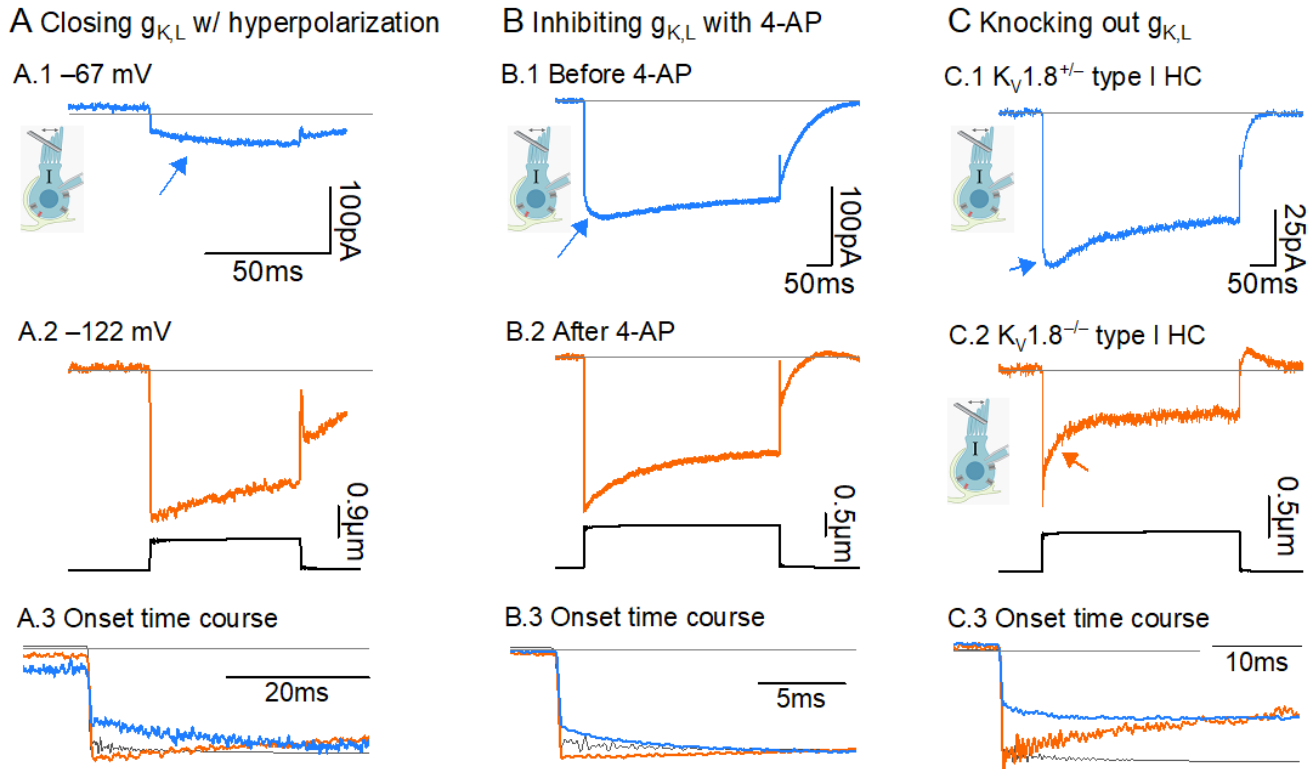 A Closing gK,L w/ hyperpolarization
A.1 –67 mV
I
100pA
50ms
A.2 –122 mV
0.9µm
A.3 Onset time course
20ms
B Inhibiting gK,L with 4-AP
B.1 Before 4-AP
I
100pA
50ms
B.2 After 4-AP
0.5µm
B.3 Onset time course
5ms
C Knocking out gK,L
C.1 KV1.8+/– type I HC
I
25pA
50ms
C.2 KV1.8–/– type I HC
I
0.5µm
C.3 Onset time course
10ms